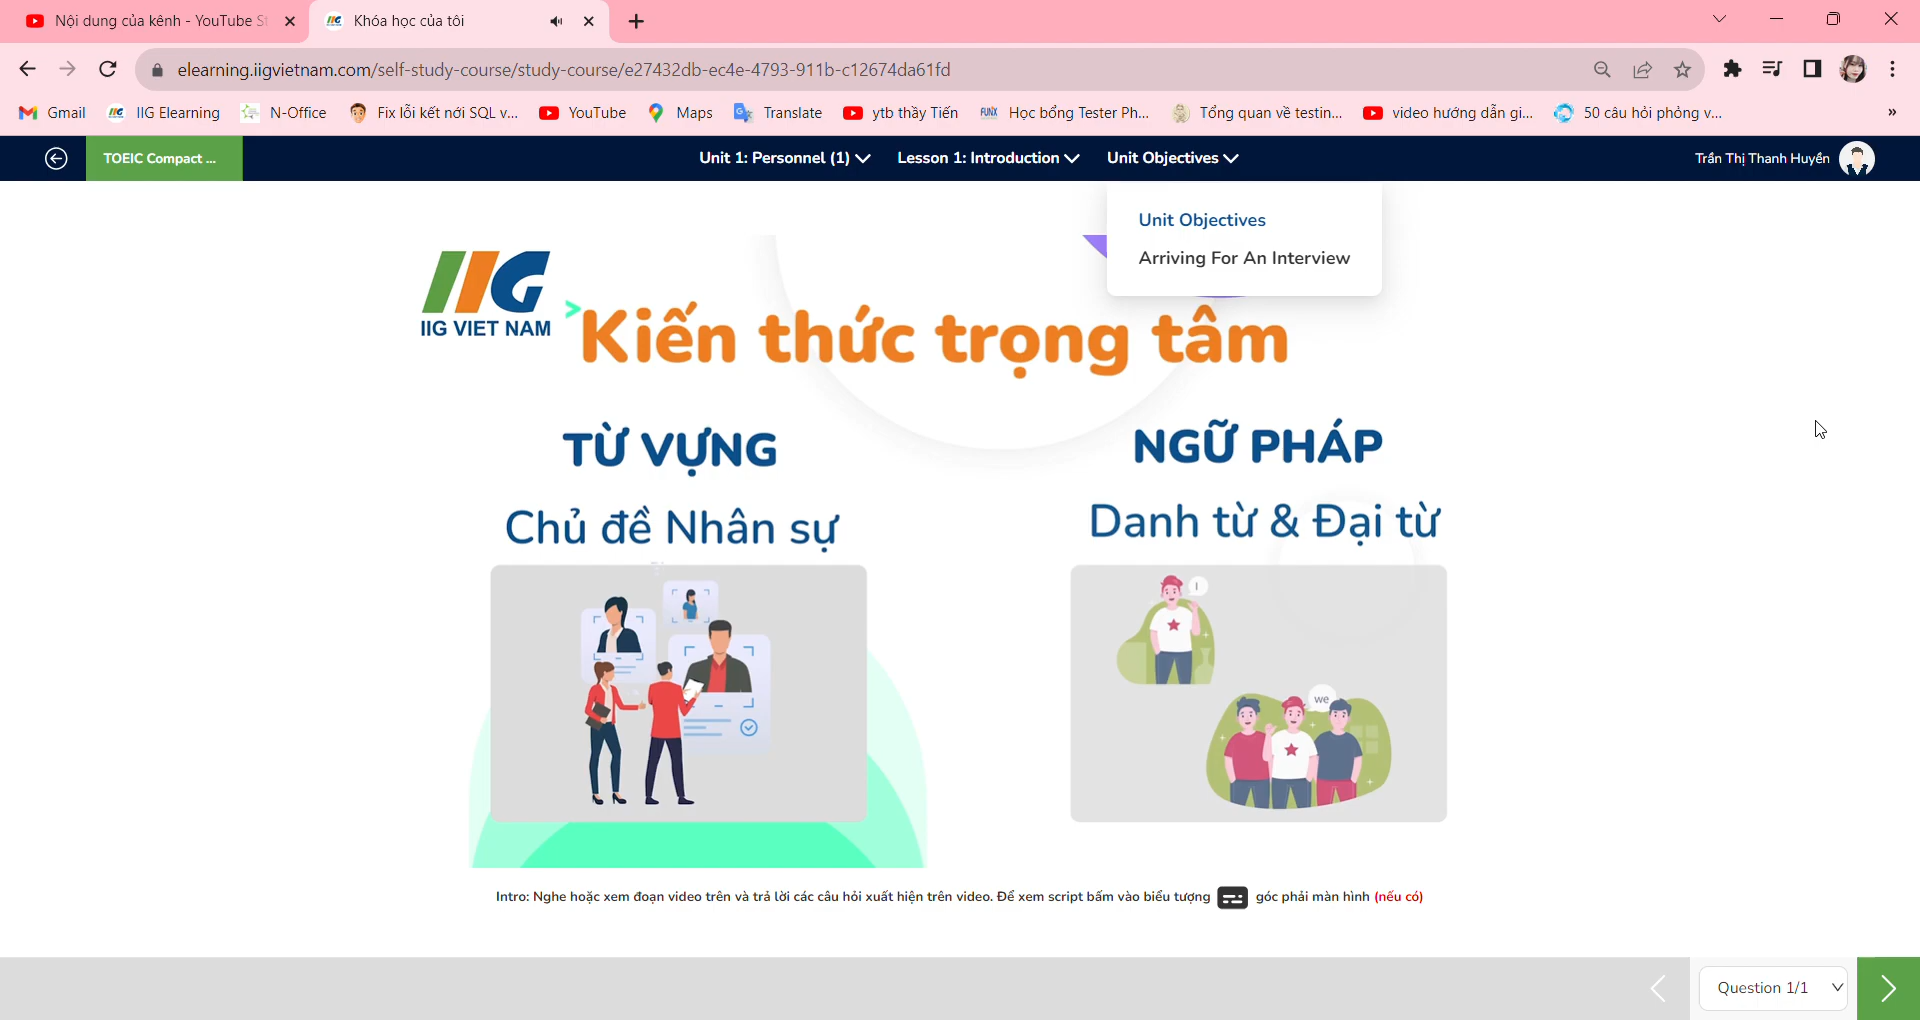 Nội dung của kênh - YouTube St
Khóa học của tôi
elearning.iigvietnam.com/self-study-course/study-course/e27432db-ec4e-4793-911b-c12674da61fd
Gmail
IIG Elearning
N-Office
Fix lỗi kết nối SQL v...
YouTube
Maps
Translate
ytb thầy Tiến
FUNiX Học bổng Tester Ph...
Tổng quan về testin...
video hướng dẫn gi...
50 câu hỏi phỏng v...
»
TOEIC Compact ...
Unit 1: Personnel (1)
Lesson 1: Introduction
Unit Objectives
Trần Thị Thanh Huyền
Unit Objectives
Arriving For An Interview
IIG
IIG VIET NAM
Kiến thức trọng tâm
TỪ VỰNG
NGỮ PHÁP
Chủ đề Nhân sự
Danh từ & Đại từ
I
we
Intro: Nghe hoặc xem đoạn video trên và trả lời các câu hỏi xuất hiện trên video. Để xem script bấm vào biểu tượng góc phải màn hình (nếu có)
Question 1/1